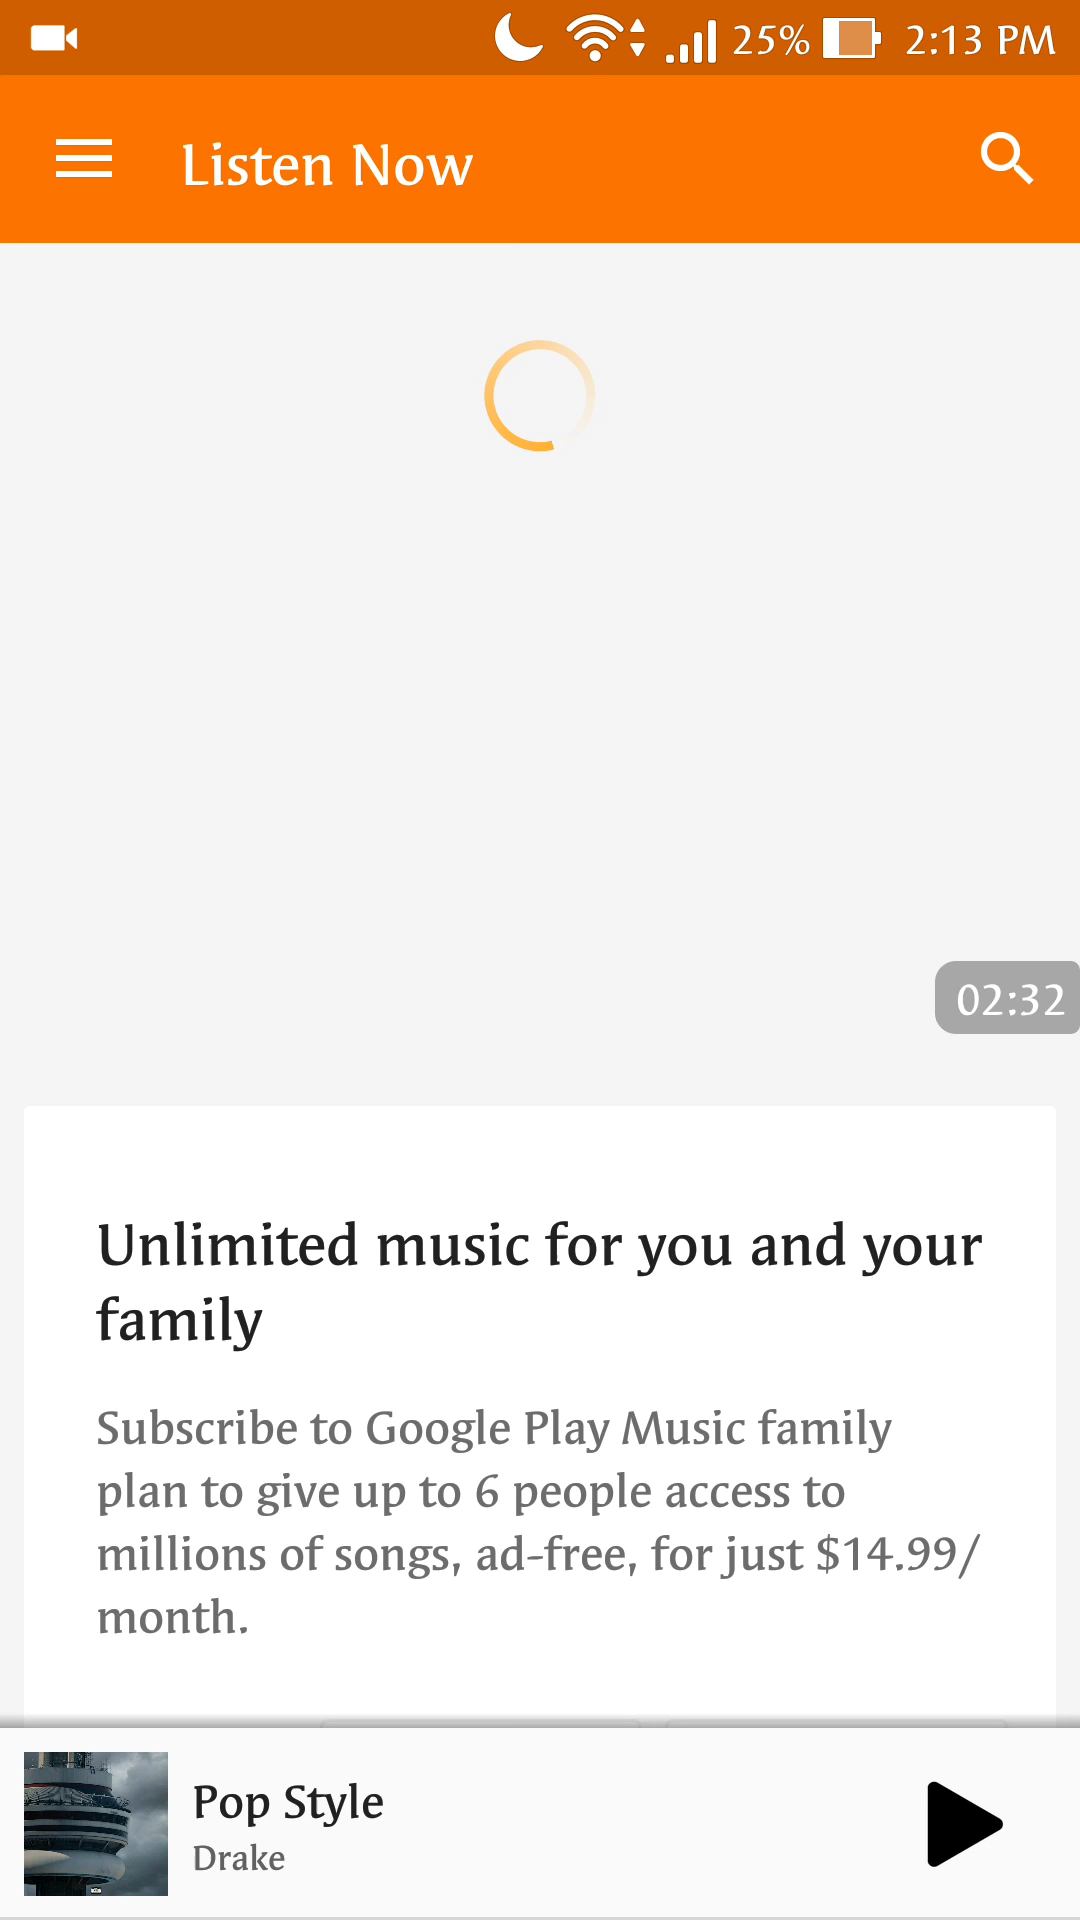 25% 2:13 PM
Listen Now
02:32
Unlimited music for you and your
family
Subscribe to Google Play Music family
plan to give up to 6 people access to
millions of songs, ad-free, for just $14.99/
month.
Pop Style
Drake